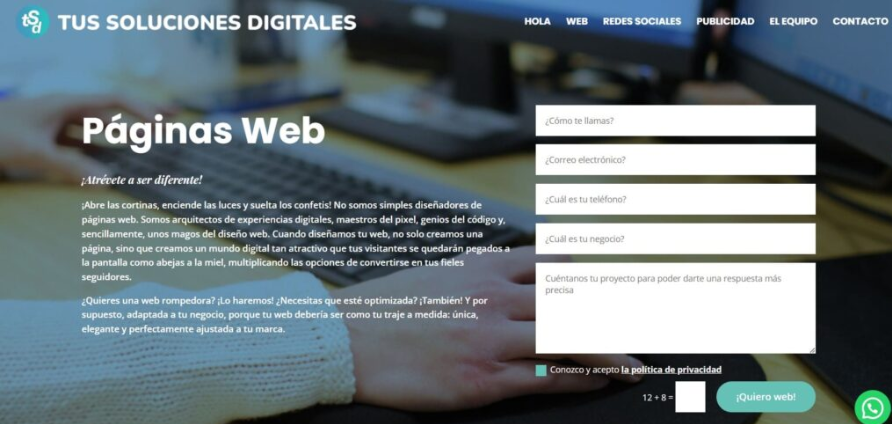 tSd TUS SOLUCIONES DIGITALES
HOLA WEB REDES SOCIALES PUBLICIDAD EL EQUIPO CONTACTO
Páginas Web
¡Atrévete a ser diferente!
¡Abre las cortinas, enciende las luces y suelta los confetis! No somos simples diseñadores de
páginas web. Somos arquitectos de experiencias digitales, maestros del píxel, genios del código y,
sencillamente, unos magos del diseño web. Cuando diseñamos tu web, no solo creamos una
página, sino que creamos un mundo digital tan atractivo que tus visitantes se quedarán pegados a
la pantalla como abejas a la miel, multiplicando las opciones de convertirse en tus fieles
seguidores.
¿Quieres una web rompedora? ¡Lo haremos! ¿Necesitas que esté optimizada? ¡También! Y por
supuesto, adaptada a tu negocio, porque tu web debería ser como tu traje a medida: única,
elegante y perfectamente ajustada a tu marca.
¿Cómo te llamas?
¿Correo electrónico?
¿Cuál es tu teléfono?
¿Cuál es tu negocio?
Cuéntanos tu proyecto para poder darte una respuesta más
precisa
Conozco y acepto la política de privacidad
12 + 8 =
¡Quiero web!